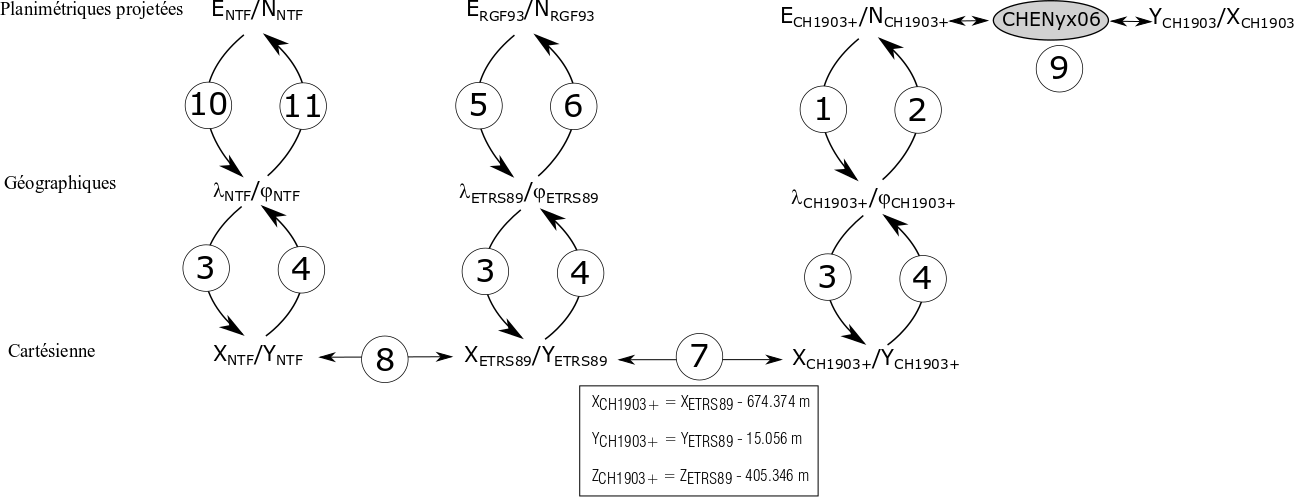 Planimétriques projetées
E_NTF/N_NTF
E_RGF93/N_RGF93
E_CH1903+/N_CH1903+
CHENyx06
Y_CH1903/X_CH1903
9
10
11
5
6
1
2
Géographiques
λ_NTF/φ_NTF
λ_ETRS89/φ_ETRS89
λ_CH1903+/φ_CH1903+
3
4
3
4
3
4
Cartésienne
X_NTF/Y_NTF
8
X_ETRS89/Y_ETRS89
7
X_CH1903+/Y_CH1903+
X_CH1903+ = X_ETRS89 - 674.374 m
Y_CH1903+ = Y_ETRS89 - 15.056 m
Z_CH1903+ = Z_ETRS89 - 405.346 m